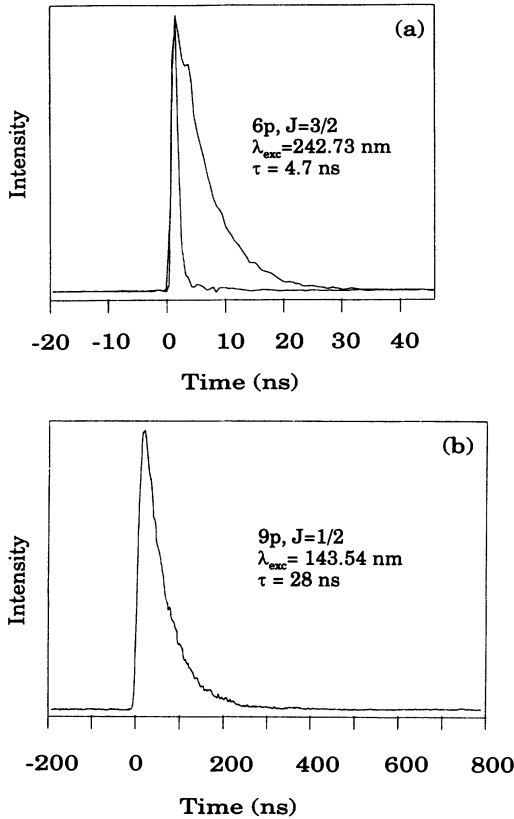 (a)
6p, J=3/2
λexc=242.73 nm
τ = 4.7 ns
Intensity
-20 -10 0 10 20 30 40
Time (ns)
(b)
9p, J=1/2
λexc= 143.54 nm
τ = 28 ns
Intensity
-200 0 200 400 600 800
Time (ns)